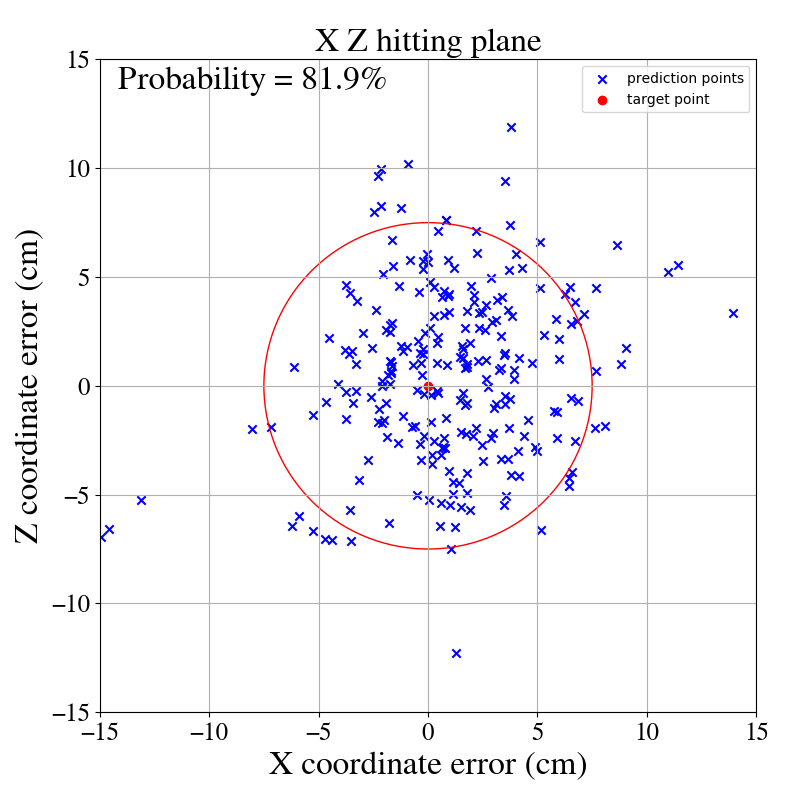 X Z hitting plane
Probability = 81.9%
prediction points
target point
Z coordinate error (cm)
15
10
5
0
−5
−10
−15
−15
−10
−5
0
5
10
15
X coordinate error (cm)